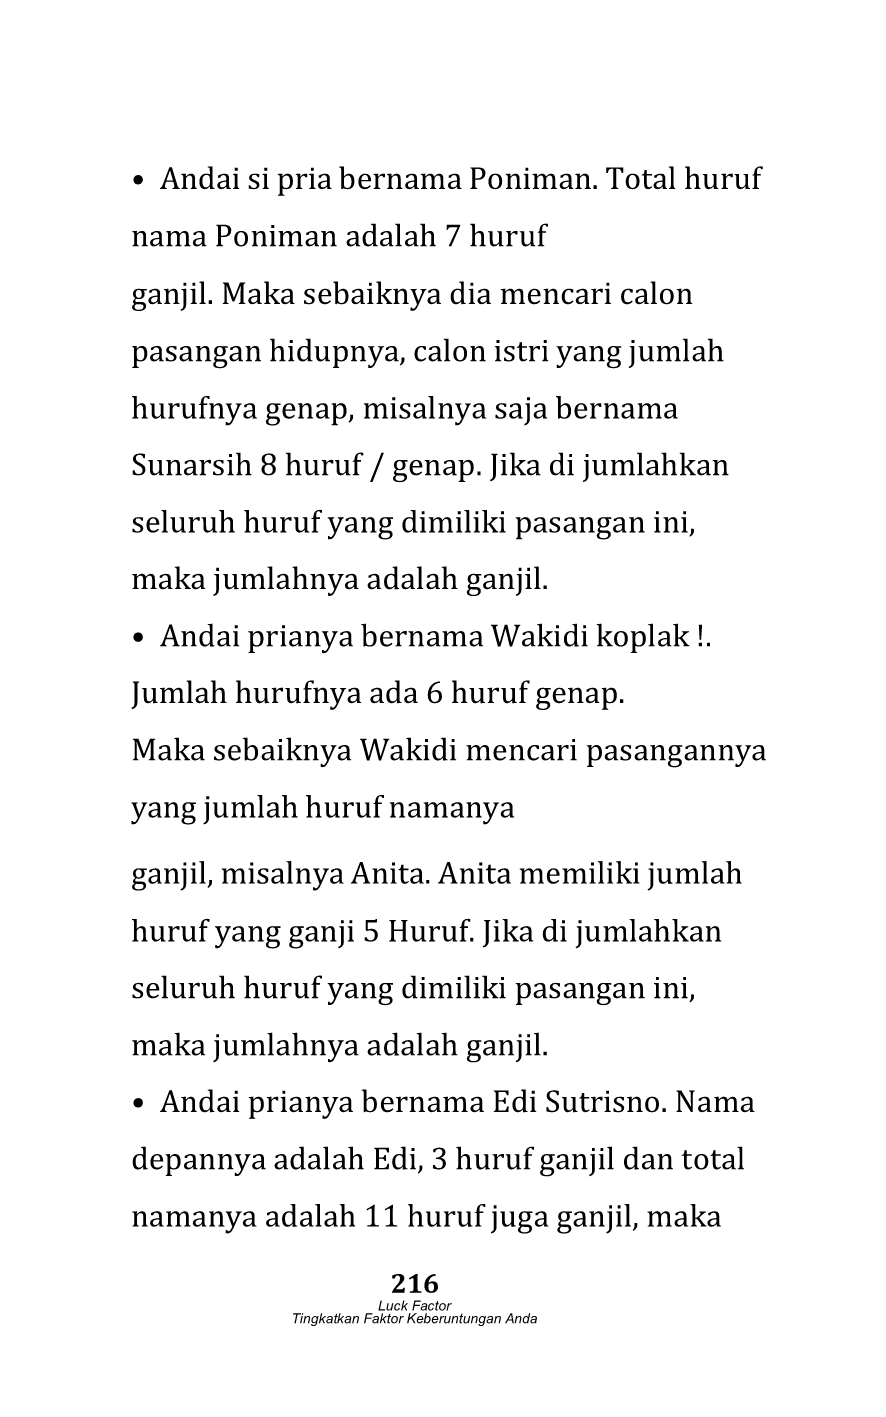 • Andai si pria bernama Poniman. Total huruf
nama Poniman adalah 7 huruf
ganjil. Maka sebaiknya dia mencari calon
pasangan hidupnya, calon istri yang jumlah
hurufnya genap, misalnya saja bernama
Sunarsih 8 huruf / genap. Jika di jumlahkan
seluruh huruf yang dimiliki pasangan ini,
maka jumlahnya adalah ganjil.
• Andai prianya bernama Wakidi koplak !.
Jumlah hurufnya ada 6 huruf genap.
Maka sebaiknya Wakidi mencari pasangannya
yang jumlah huruf namanya
ganjil, misalnya Anita. Anita memiliki jumlah
huruf yang ganji 5 Huruf. Jika di jumlahkan
seluruh huruf yang dimiliki pasangan ini,
maka jumlahnya adalah ganjil.
• Andai prianya bernama Edi Sutrisno. Nama
depannya adalah Edi, 3 huruf ganjil dan total
namanya adalah 11 huruf juga ganjil, maka
216
Luck Factor
Tingkatkan Faktor Keberuntungan Anda